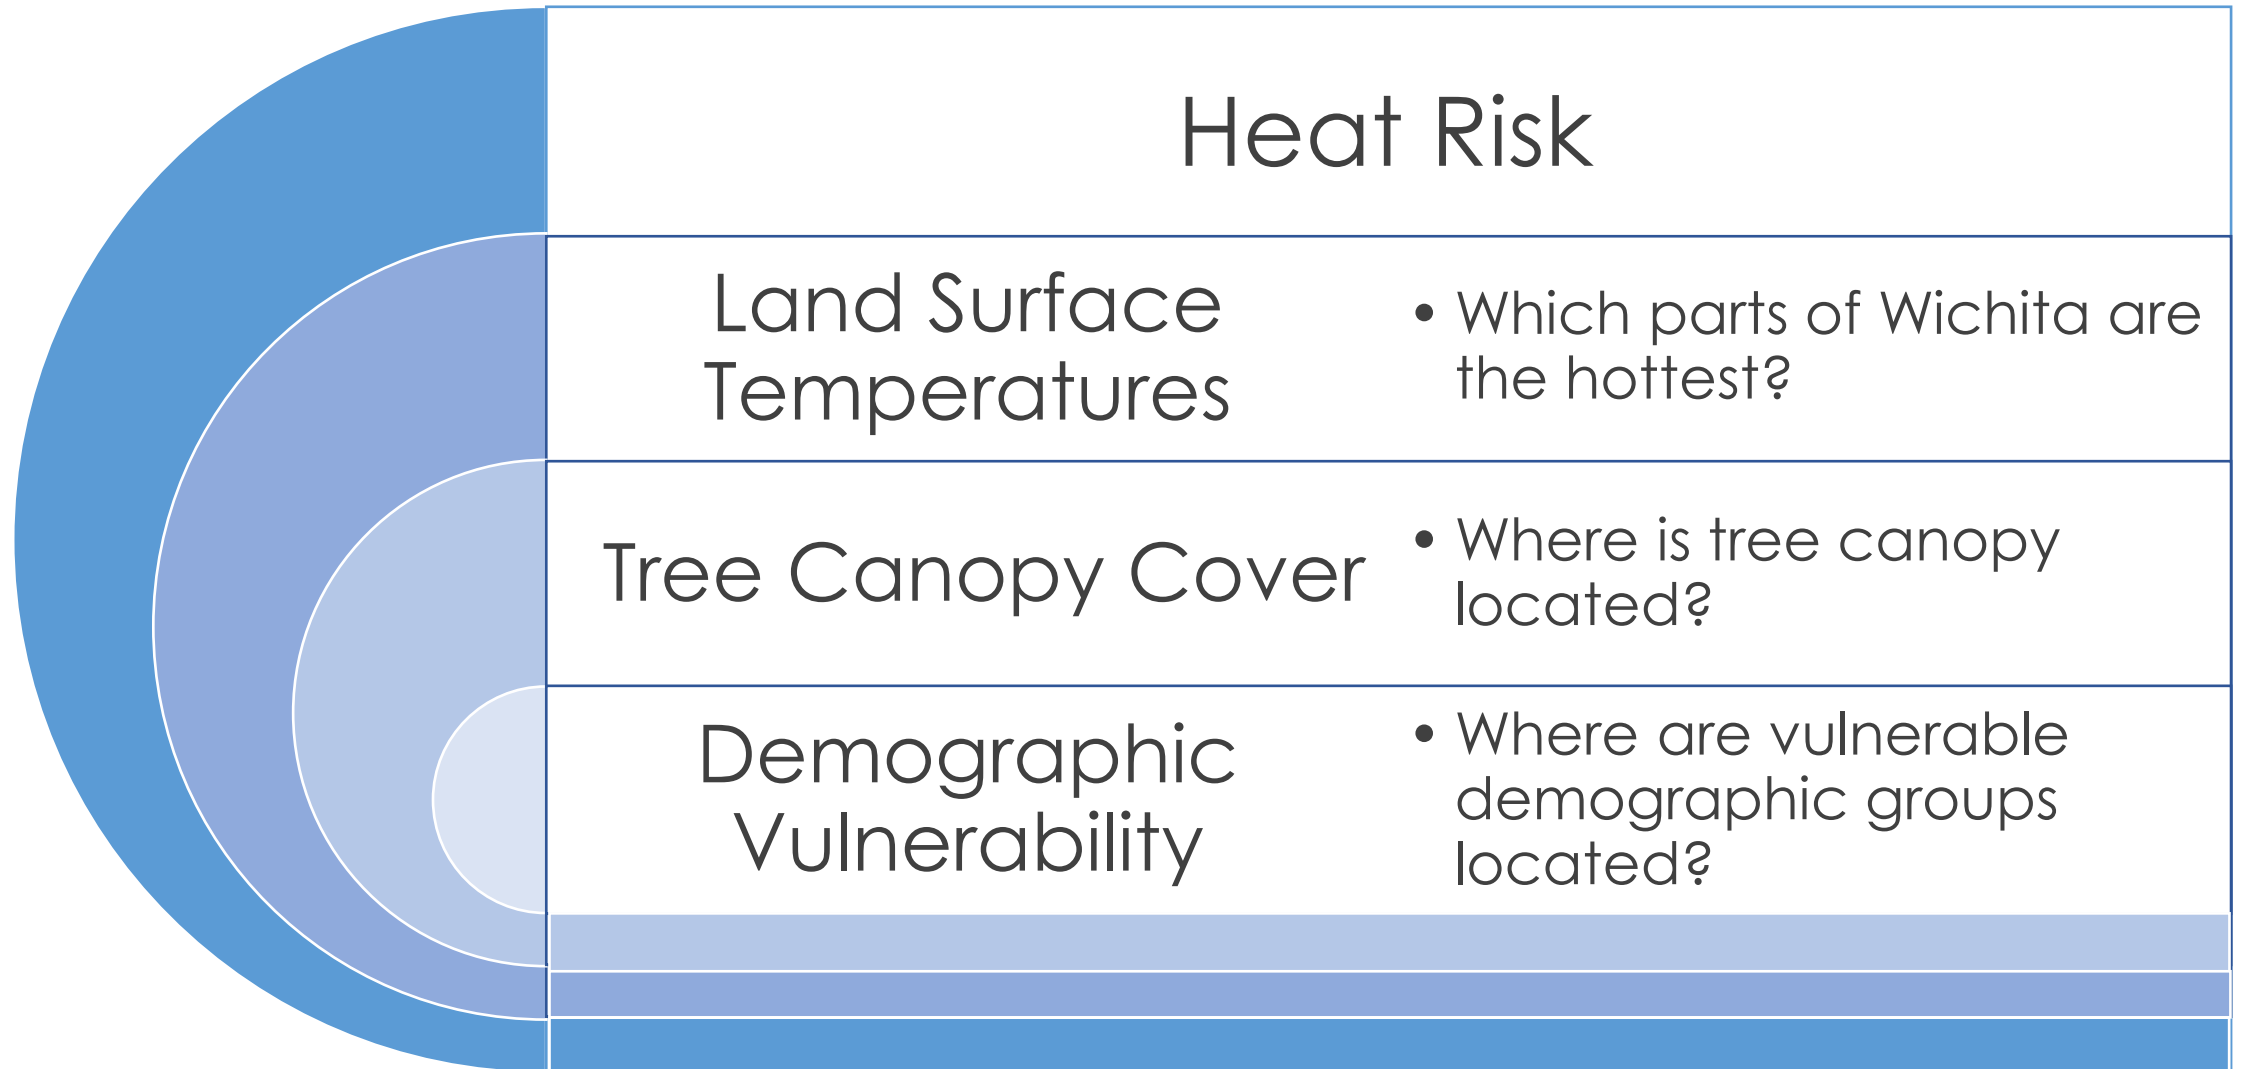 Heat Risk
Land Surface
Temperatures
• Which parts of Wichita are
the hottest?
Tree Canopy Cover
• Where is tree canopy
located?
Demographic
Vulnerability
• Where are vulnerable
demographic groups
located?